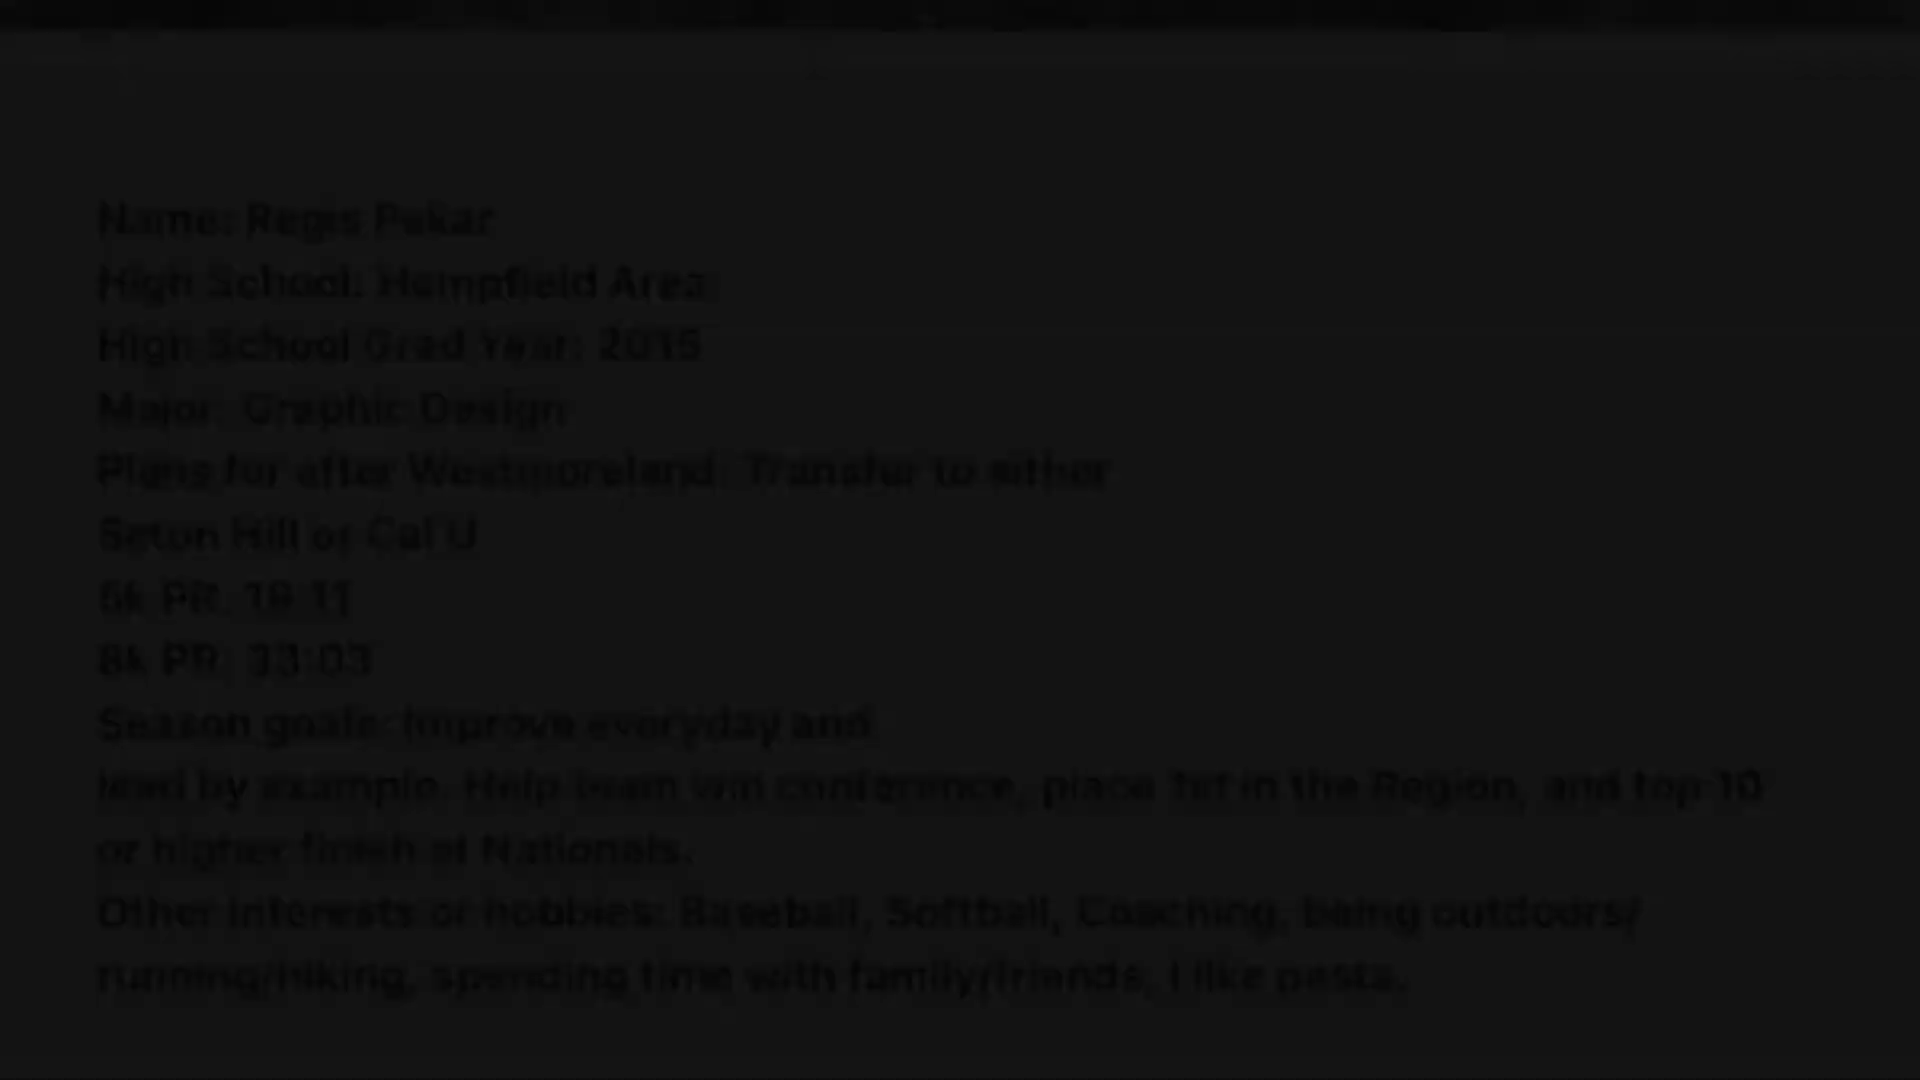 Name: Regis Pekar
High School: Hempfield Area
High School Grad Year: 2015
Major: Graphic Design
Plans for after Westmoreland: Transfer to either
Seton Hill or Cal U
5k PR: 19:11
8k PR: 33:03
Season goals: Improve everyday and
lead by example. Help team win conference, place 1st in the Region, and top 10
or higher finish at Nationals.
Other interests or hobbies: Baseball, Softball, Coaching, being outdoors/
running/hiking, spending time with family/friends, I like pasta.